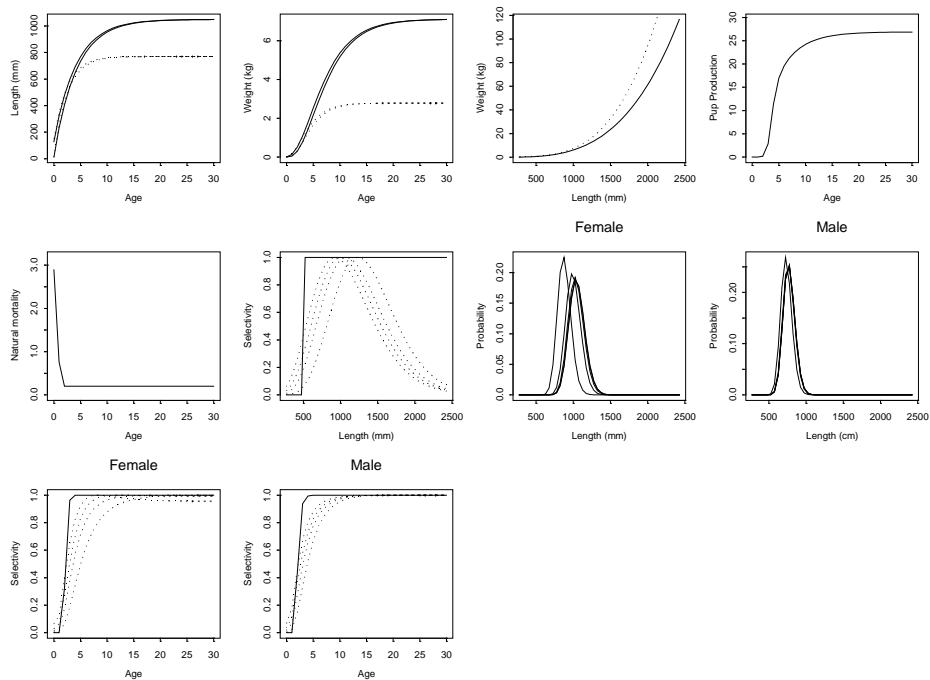 Length (mm)
0 200 400 600 800 1000
0 5 10 15 20 25 30
Age
Weight (kg)
0 2 4 6
0 5 10 15 20 25 30
Age
Weight (kg)
0 20 40 60 80 100 120
500 1000 1500 2000 2500
Length (mm)
Pup Production
0 5 10 15 20 25 30
0 5 10 15 20 25 30
Age
Natural mortality
0.0 1.0 2.0 3.0
0 5 10 15 20 25 30
Age
Selectivity
0.0 0.2 0.4 0.6 0.8 1.0
500 1000 1500 2000 2500
Length (mm)
Female
Probability
0.0 0.05 0.10 0.15 0.20
500 1000 1500 2000 2500
Length (mm)
Male
Probability
0.0 0.10 0.20
500 1000 1500 2000 2500
Length (cm)
Female
Selectivity
0.0 0.2 0.4 0.6 0.8 1.0
0 5 10 15 20 25 30
Age
Male
Selectivity
0.0 0.2 0.4 0.6 0.8 1.0
0 5 10 15 20 25 30
Age